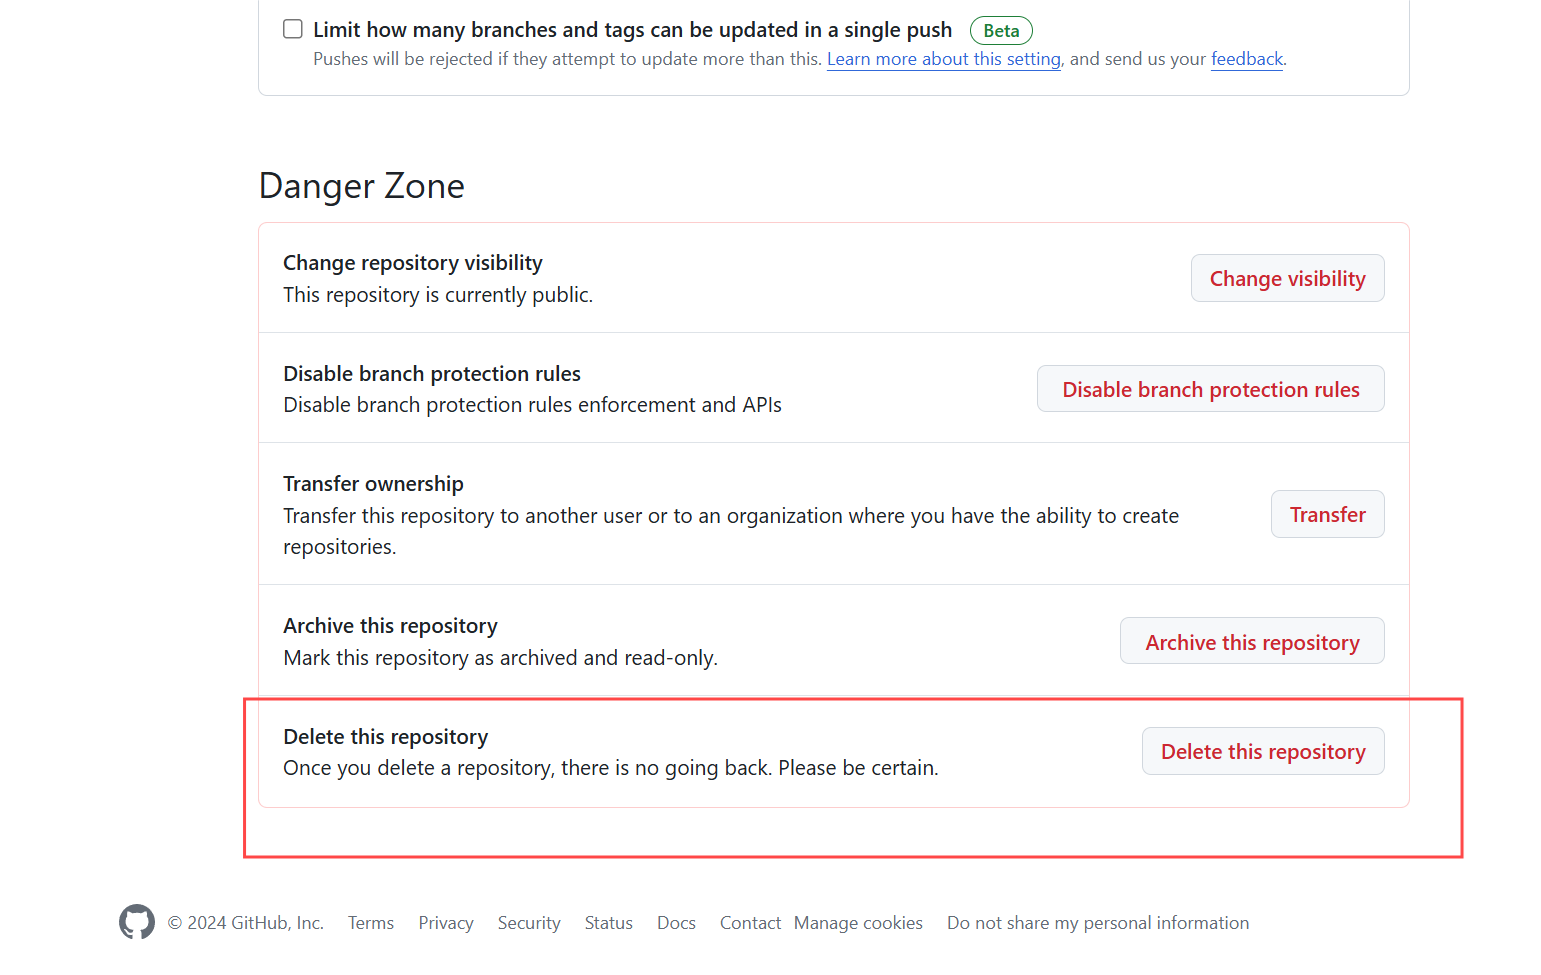 Limit how many branches and tags can be updated in a single push Beta
Pushes will be rejected if they attempt to update more than this. Learn more about this setting, and send us your feedback.
Danger Zone
Change repository visibility
This repository is currently public.
Change visibility
Disable branch protection rules
Disable branch protection rules enforcement and APIs
Disable branch protection rules
Transfer ownership
Transfer this repository to another user or to an organization where you have the ability to create
repositories.
Transfer
Archive this repository
Mark this repository as archived and read-only.
Archive this repository
Delete this repository
Once you delete a repository, there is no going back. Please be certain.
Delete this repository
© 2024 GitHub, Inc. Terms Privacy Security Status Docs Contact Manage cookies Do not share my personal information